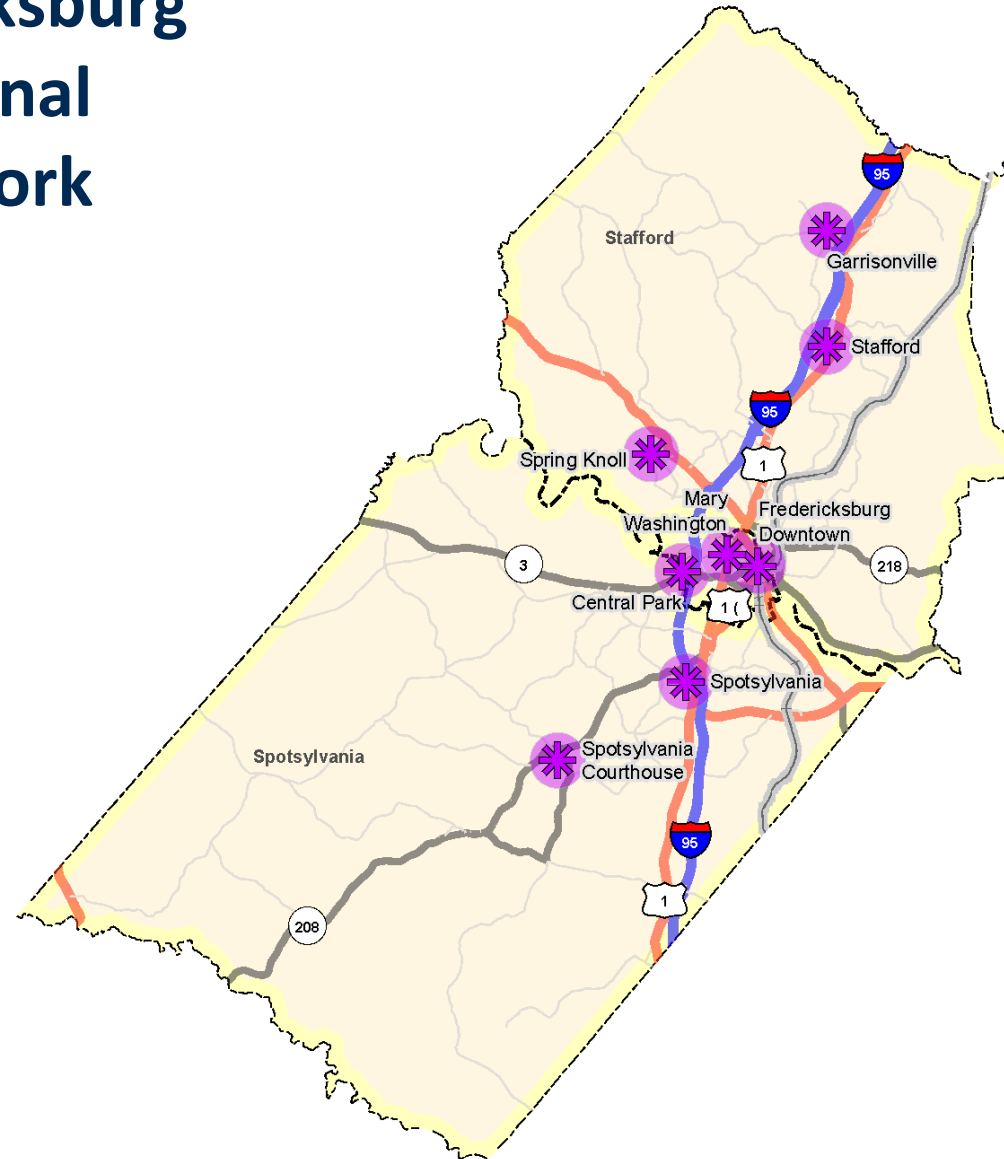 ksburg
nal
ork
95
Stafford
Garrisonville
Stafford
95
Spring Knoll
1
Mary
Washington
Fredericksburg
Downtown
3
218
Central Park
1 (
Spotsylvania
Spotsylvania
Spotsylvania
Courthouse
95
1
208